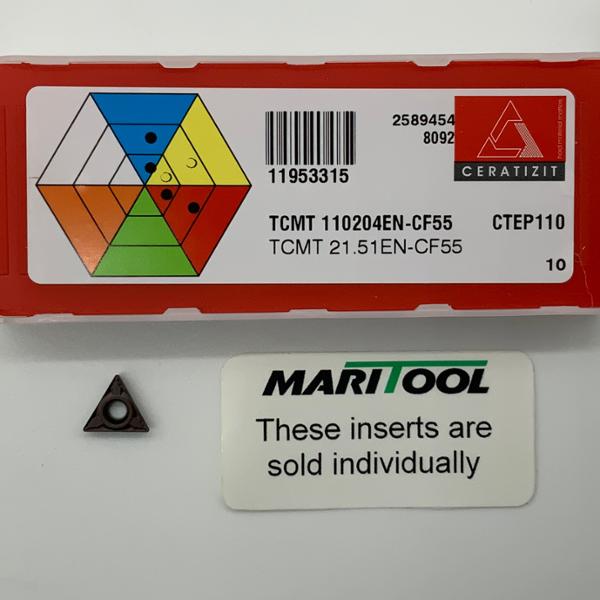 2589454
8092
11953315
CERATIZIT
TCMT 110204EN-CF55 CTEP110
TCMT 21.51EN-CF55
10
MARITOOL
These inserts are
sold individually